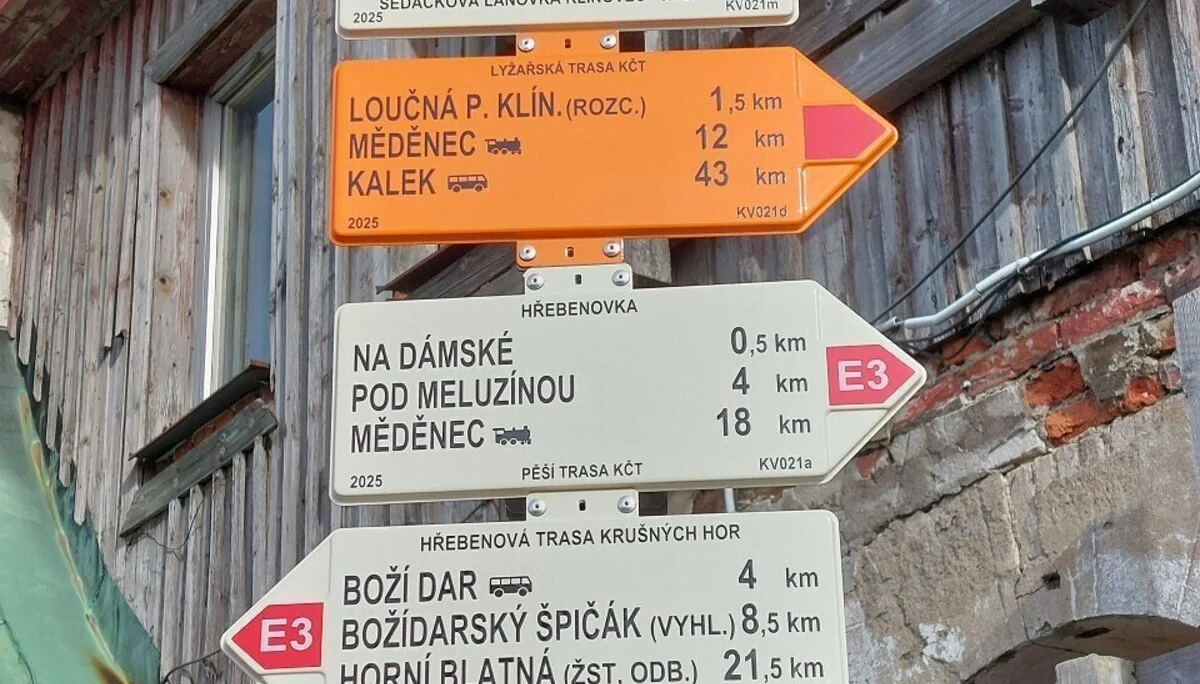 SEDAČKOVÁ LANOVKA KLÍNOVEC
2025 KV021m
LYŽAŘSKÁ TRASA KČT
LOUČNÁ P. KLÍN. (ROZC.) 1,5 km
MĚDĚNEC 12 km
KALEK 43 km
2025 KV021d
HŘEBENOVKA
NA DÁMSKÉ 0,5 km
POD MELUZÍNOU 4 km
MĚDĚNEC 18 km
E3
2025 PĚŠÍ TRASA KČT KV021a
HŘEBENOVÁ TRASA KRUŠNÝCH HOR
BOŽÍ DAR 4 km
E3 BOŽÍDARSKÝ ŠPIČÁK (VYHL.) 8,5 km
HORNÍ BLATNÁ (ŽST. ODB.) 21,5 km